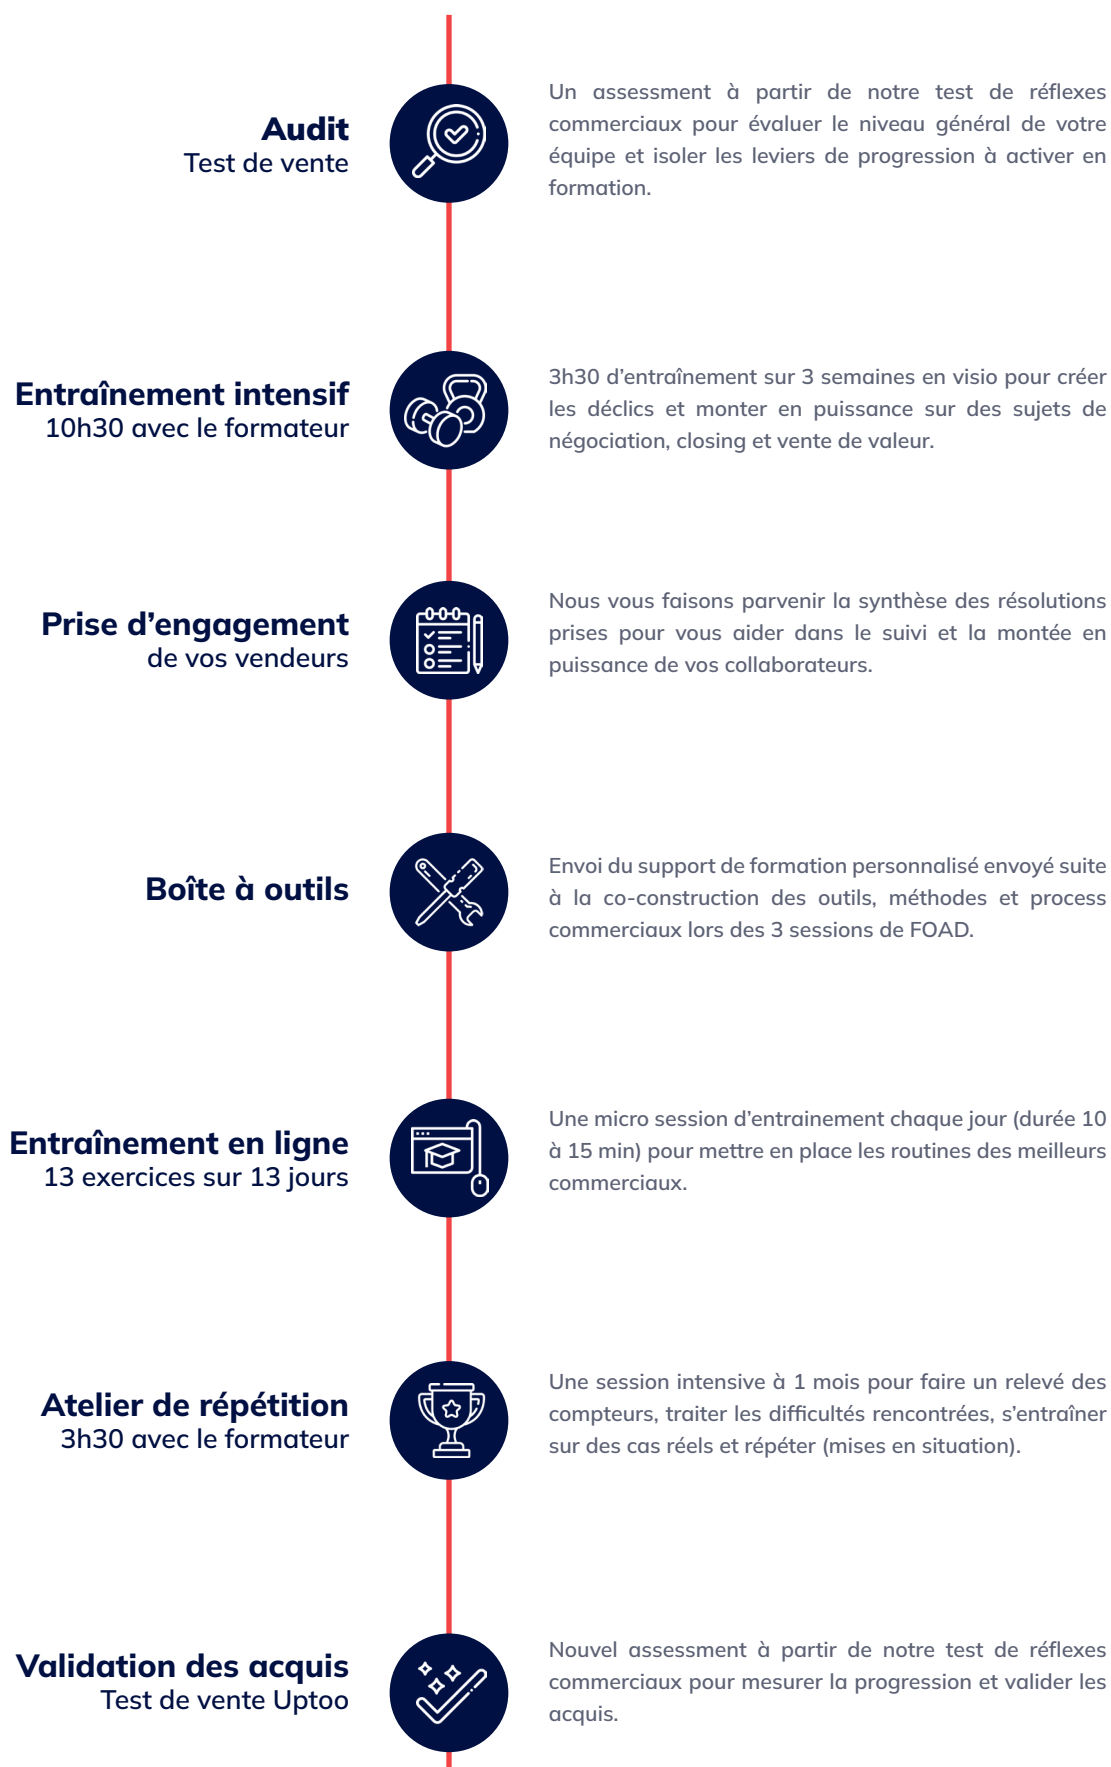 Audit
Test de vente
Un assessment à partir de notre test de réflexes
commerciaux pour évaluer le niveau général de votre
équipe et isoler les leviers de progression à activer en
formation.
Entraînement intensif
10h30 avec le formateur
3h30 d’entraînement sur 3 semaines en visio pour créer
les déclics et monter en puissance sur des sujets de
négociation, closing et vente de valeur.
Prise d’engagement
de vos vendeurs
Nous vous faisons parvenir la synthèse des résolutions
prises pour vous aider dans le suivi et la montée en
puissance de vos collaborateurs.
Boîte à outils
Envoi du support de formation personnalisé envoyé suite
à la co-construction des outils, méthodes et process
commerciaux lors des 3 sessions de FOAD.
Entraînement en ligne
13 exercices sur 13 jours
Une micro session d’entrainement chaque jour (durée 10
à 15 min) pour mettre en place les routines des meilleurs
commerciaux.
Atelier de répétition
3h30 avec le formateur
Une session intensive à 1 mois pour faire un relevé des
compteurs, traiter les difficultés rencontrées, s’entraîner
sur des cas réels et répéter (mises en situation).
Validation des acquis
Test de vente Uptoo
Nouvel assessment à partir de notre test de réflexes
commerciaux pour mesurer la progression et valider les
acquis.